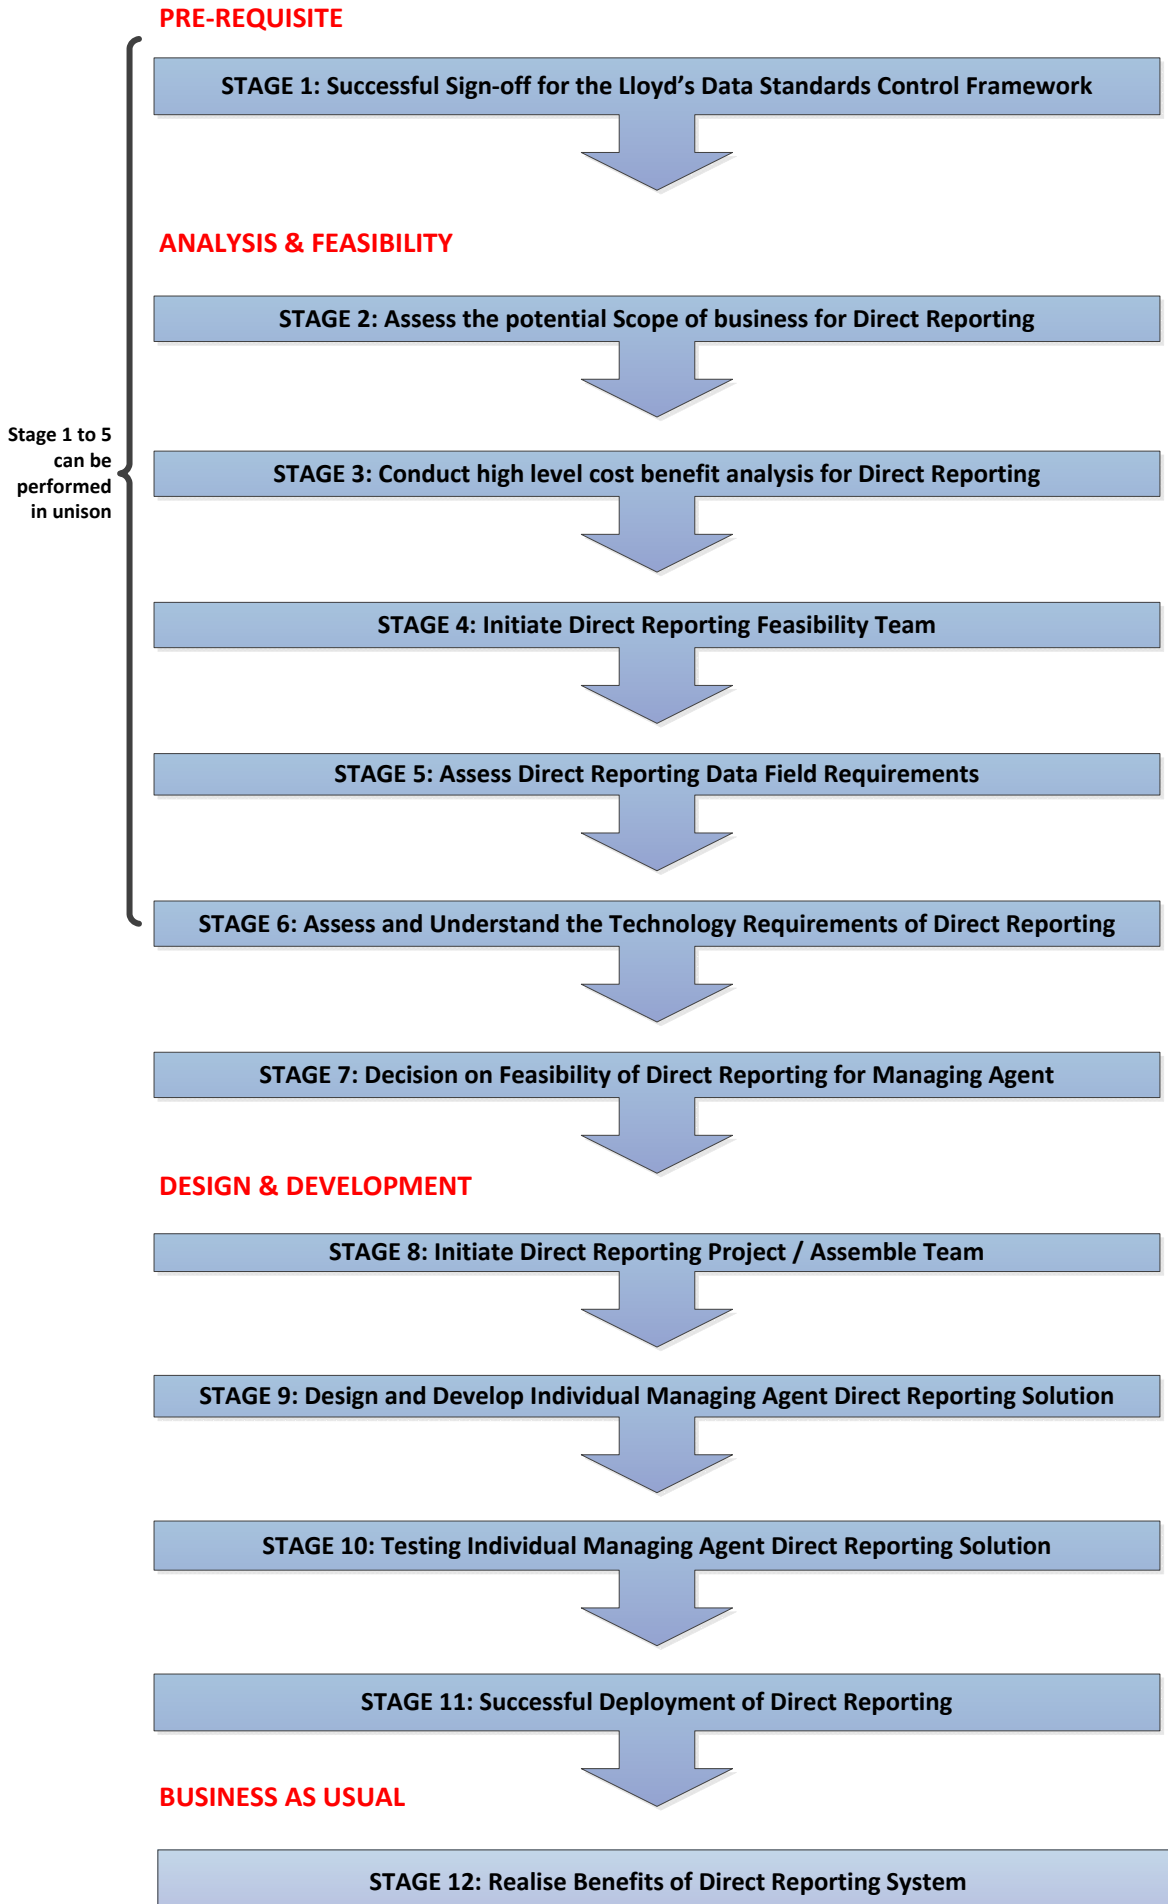 PRE-REQUISITE
STAGE 1: Successful Sign-off for the Lloyd's Data Standards Control Framework
ANALYSIS & FEASIBILITY
STAGE 2: Assess the potential Scope of business for Direct Reporting
Stage 1 to 5
can be
performed
in unison
STAGE 3: Conduct high level cost benefit analysis for Direct Reporting
STAGE 4: Initiate Direct Reporting Feasibility Team
STAGE 5: Assess Direct Reporting Data Field Requirements
STAGE 6: Assess and Understand the Technology Requirements of Direct Reporting
STAGE 7: Decision on Feasibility of Direct Reporting for Managing Agent
DESIGN & DEVELOPMENT
STAGE 8: Initiate Direct Reporting Project / Assemble Team
STAGE 9: Design and Develop Individual Managing Agent Direct Reporting Solution
STAGE 10: Testing Individual Managing Agent Direct Reporting Solution
STAGE 11: Successful Deployment of Direct Reporting
BUSINESS AS USUAL
STAGE 12: Realise Benefits of Direct Reporting System